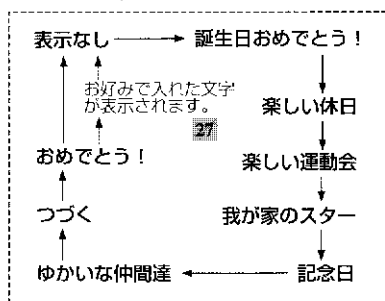 表示なし
誕生日おめでとう！
お好みで入れた文字
が表示されます。
27
楽しい休日
おめでとう！
楽しい運動会
つづく
我が家のスター
ゆかいな仲間達
記念日